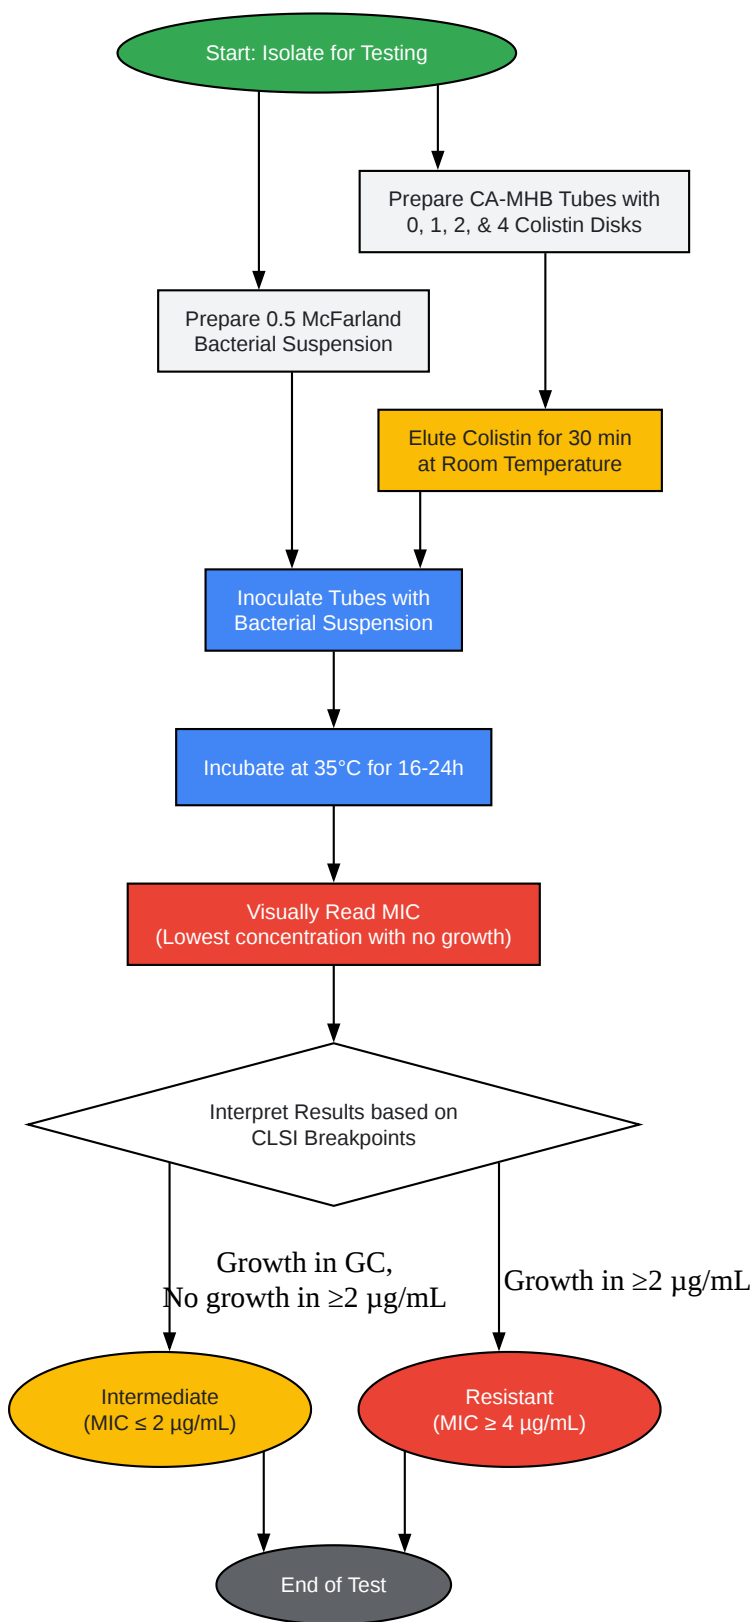 Start: Isolate for Testing
Prepare CA-MHB Tubes with
0, 1, 2, & 4 Colistin Disks
Prepare 0.5 McFarland
Bacterial Suspension
Elute Colistin for 30 min
at Room Temperature
Inoculate Tubes with
Bacterial Suspension
Incubate at 35°C for 16-24h
Visually Read MIC
(Lowest concentration with no growth)
Interpret Results based on
CLSI Breakpoints
Growth in GC,
No growth in ≥2 µg/mL
Growth in ≥2 µg/mL
Intermediate
(MIC ≤ 2 µg/mL)
Resistant
(MIC ≥ 4 µg/mL)
End of Test